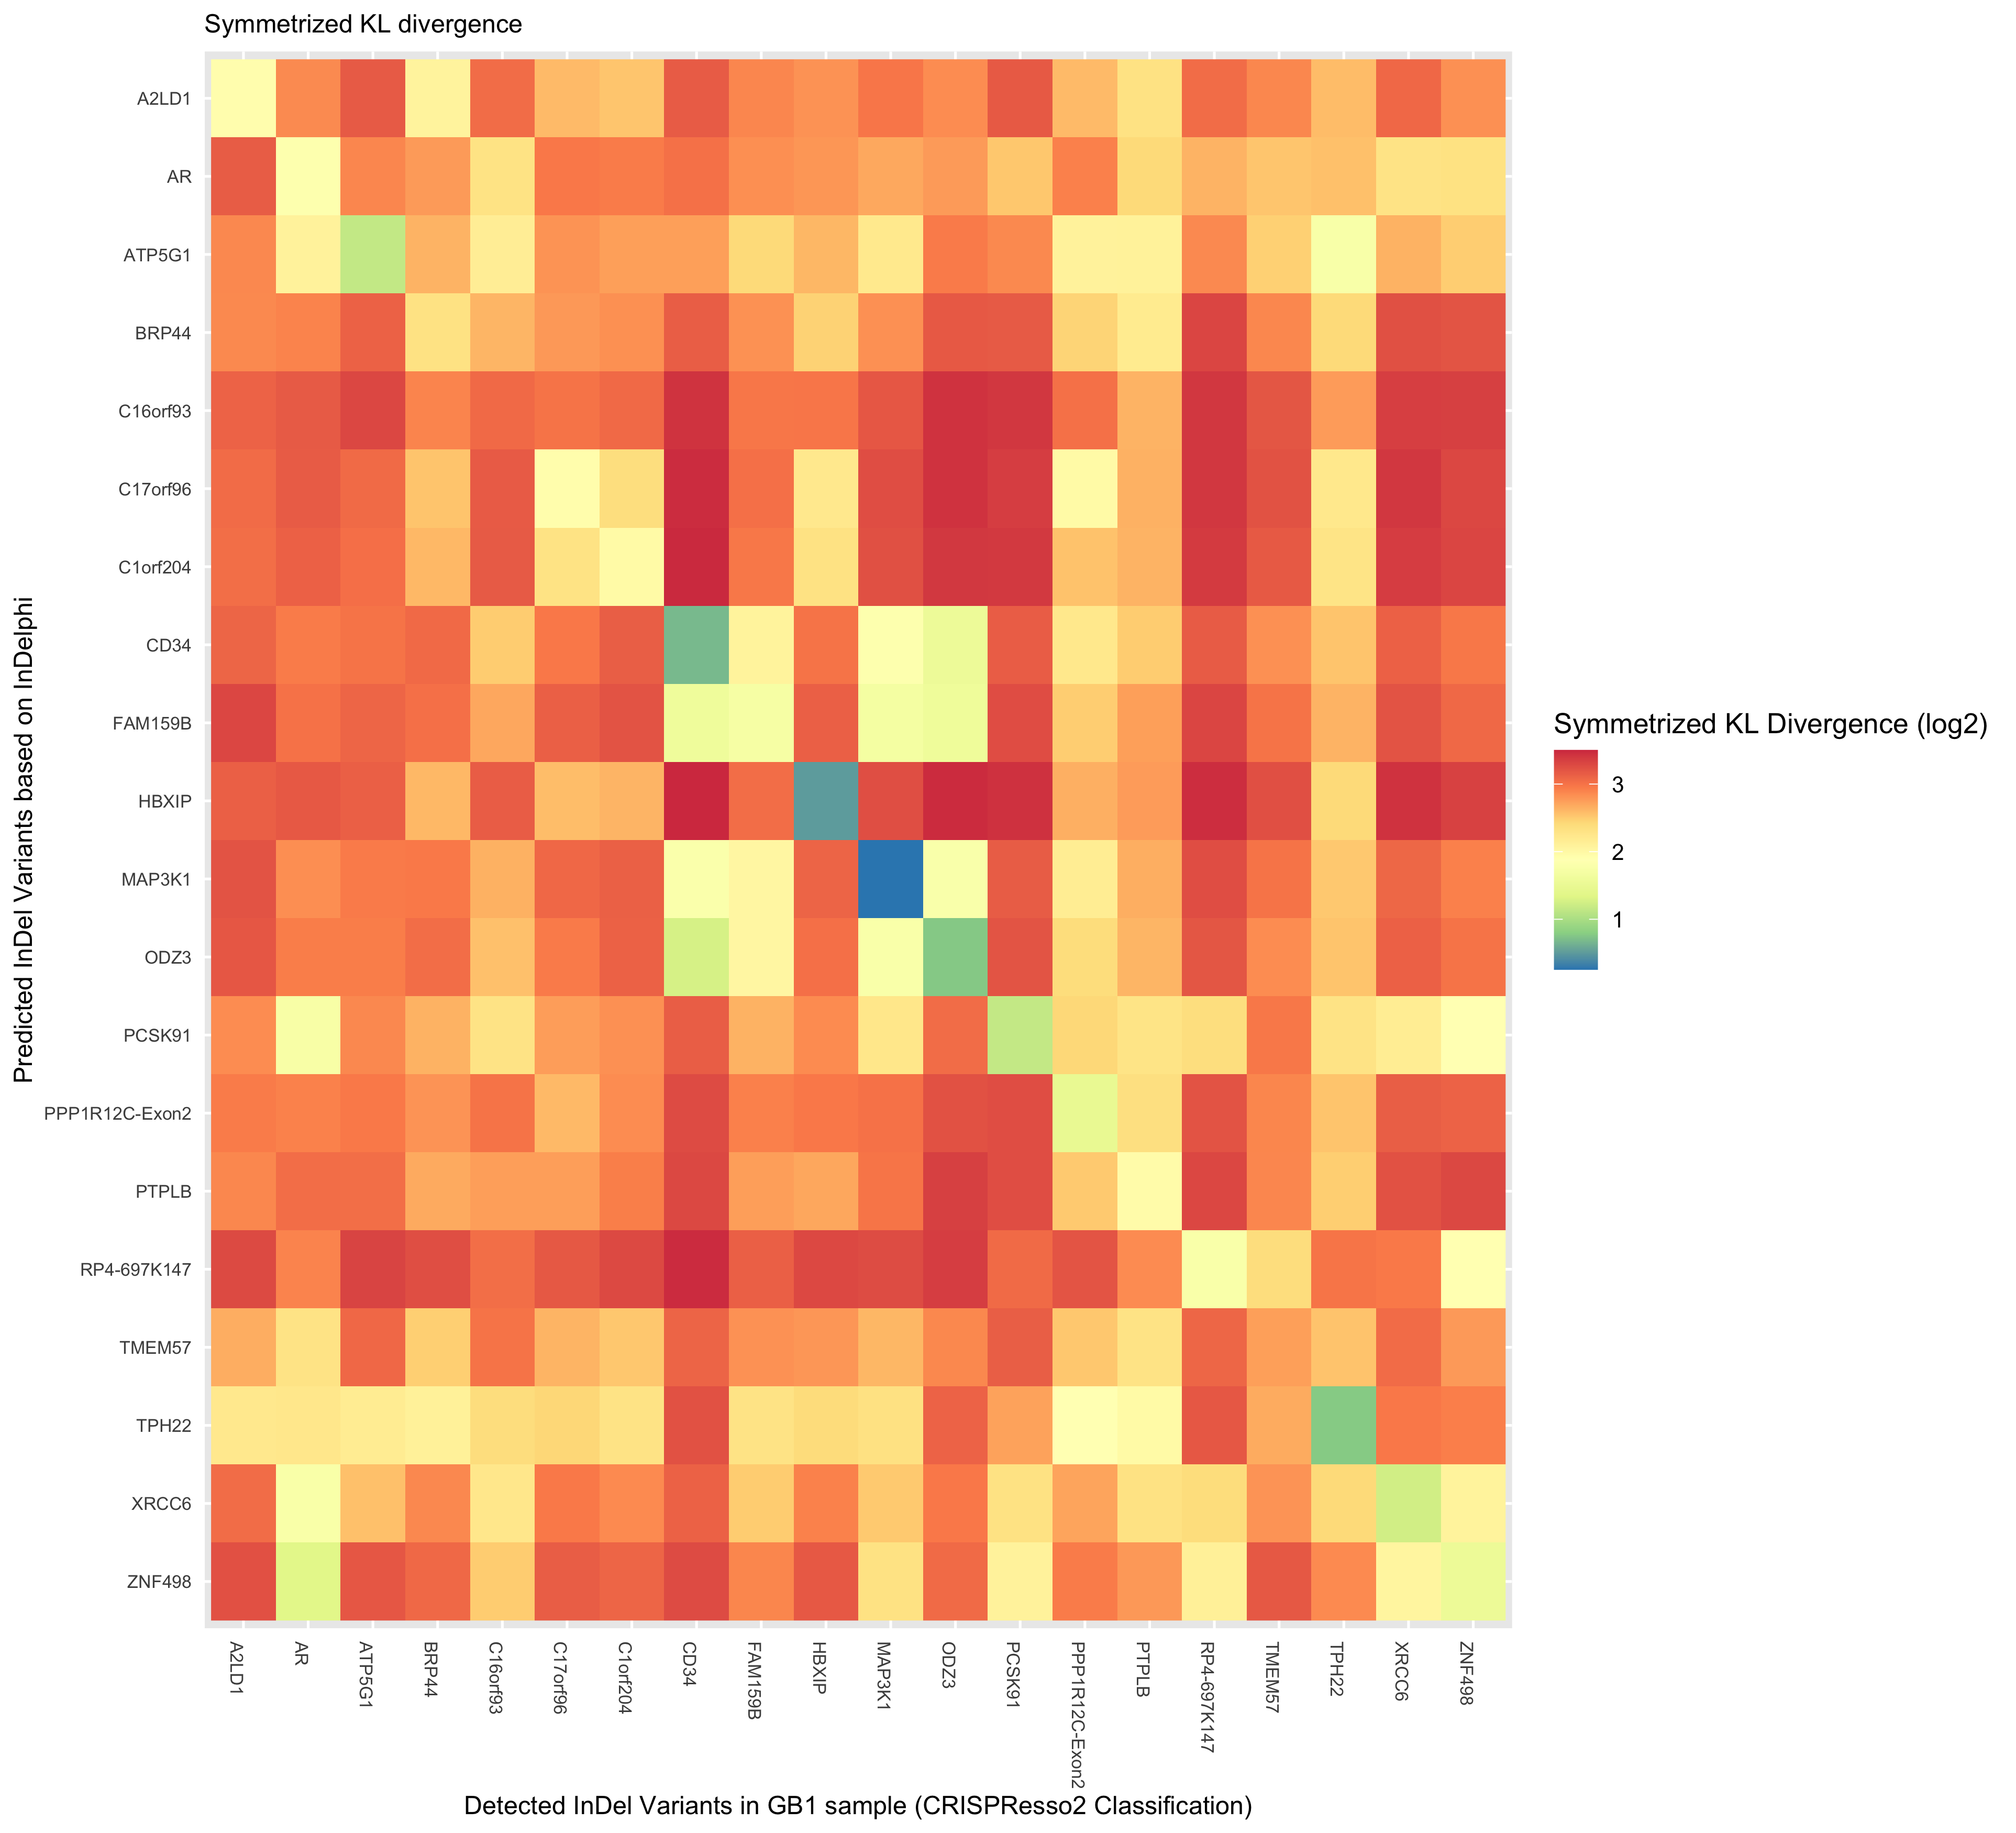 Symmetrized KL divergence
A2LD1
AR
ATP5G1
BRP44
C16orf93
C17orf96
C1orf204
CD34
FAM159B
HBXIP
MAP3K1
ODZ3
PCSK91
PPP1R12C-Exon2
PTPLB
RP4-697K147
TMEM57
TPH22
XRCC6
ZNF498
Predicted InDel Variants based on InDelphi
A2LD1
AR
ATP5G1
BRP44
C16orf93
C17orf96
C1orf204
CD34
FAM159B
HBXIP
MAP3K1
ODZ3
PCSK91
PPP1R12C-Exon2
PTPLB
RP4-697K147
TMEM57
TPH22
XRCC6
ZNF498
Detected InDel Variants in GB1 sample (CRISPResso2 Classification)
Symmetrized KL Divergence (log2)
3
2
1